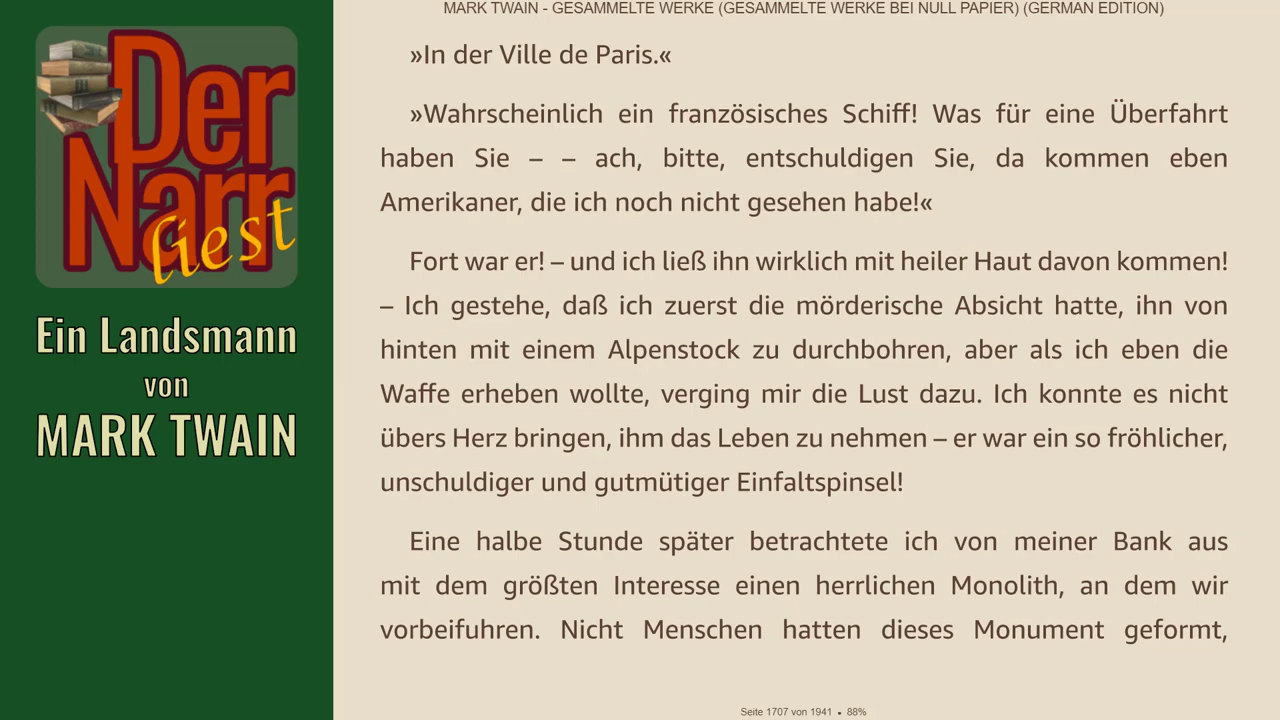 Der
Narr
liest
Ein Landsmann
von
MARK TWAIN
MARK TWAIN - GESAMMELTE WERKE (GESAMMELTE WERKE BEI NULL PAPIER) (GERMAN EDITION)
»In der Ville de Paris.«
»Wahrscheinlich ein französisches Schiff! Was für eine Überfahrt
haben Sie – – ach, bitte, entschuldigen Sie, da kommen eben
Amerikaner, die ich noch nicht gesehen habe!«
Fort war er! – und ich ließ ihn wirklich mit heiler Haut davon kommen!
– Ich gestehe, daß ich zuerst die mörderische Absicht hatte, ihn von
hinten mit einem Alpenstock zu durchbohren, aber als ich eben die
Waffe erheben wollte, verging mir die Lust dazu. Ich konnte es nicht
übers Herz bringen, ihm das Leben zu nehmen – er war ein so fröhlicher,
unschuldiger und gutmütiger Einfaltspinsel!
Eine halbe Stunde später betrachtete ich von meiner Bank aus
mit dem größten Interesse einen herrlichen Monolith, an dem wir
vorbeifuhren. Nicht Menschen hatten dieses Monument geformt,
Seite 1707 von 1941 • 88%